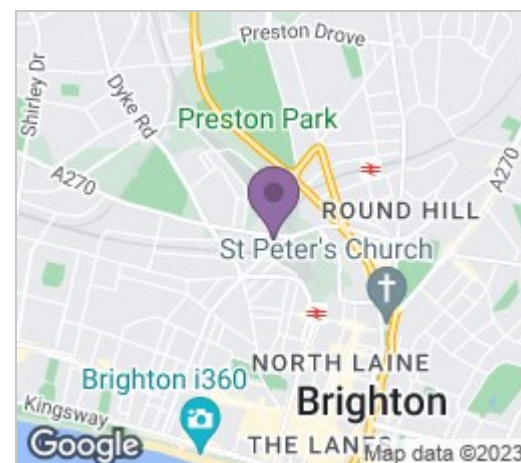 Preston Drove
Shirley Dr
Dyke Rd
Preston Park
A270
A270
ROUND HILL
St Peter's Church
NORTH LAINE
Brighton i360
Brighton
Kingsway
THE LANES
Google
Map data ©2023